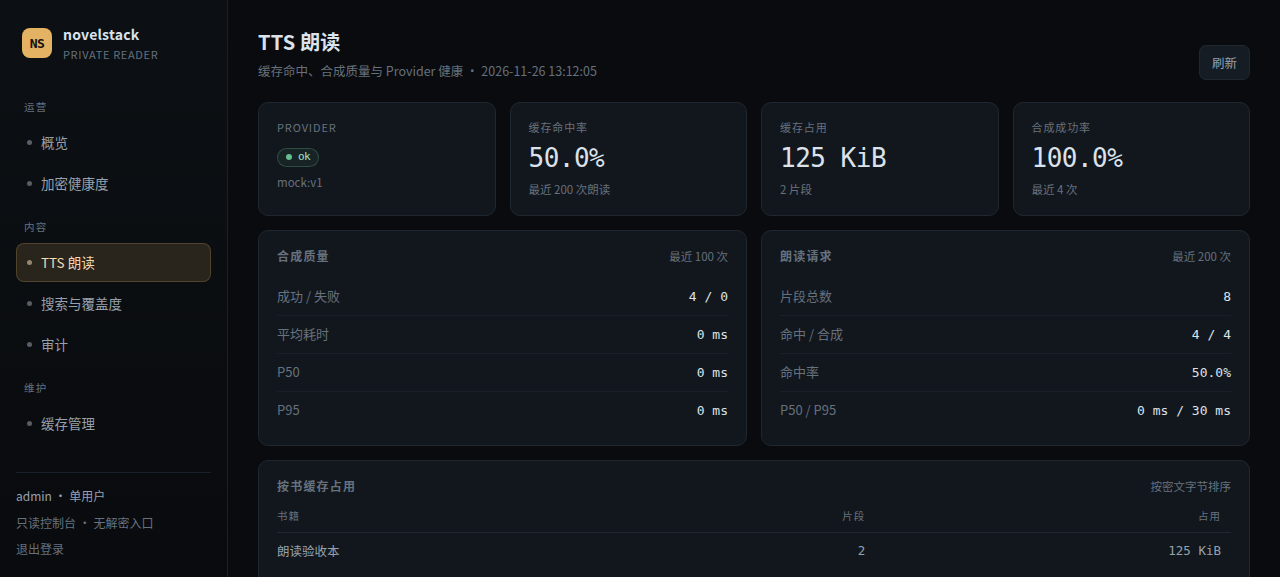 NS
novelstack
PRIVATE READER
运营
概览
加密健康度
内容
TTS 朗读
搜索与覆盖度
审计
维护
缓存管理
admin · 单用户
只读控制台 · 无解密入口
退出登录
TTS 朗读
缓存命中、合成质量与 Provider 健康 · 2026-11-26 13:12:05
刷新
PROVIDER
ok
mock:v1
缓存命中率
50.0%
最近 200 次朗读
缓存占用
125 KiB
2 片段
合成成功率
100.0%
最近 4 次
合成质量 最近 100 次
成功 / 失败 4 / 0
平均耗时 0 ms
P50 0 ms
P95 0 ms
朗读请求 最近 200 次
片段总数 8
命中 / 合成 4 / 4
命中率 50.0%
P50 / P95 0 ms / 30 ms
按书缓存占用 按密文字节排序
书籍 片段 占用
朗读验收本 2 125 KiB